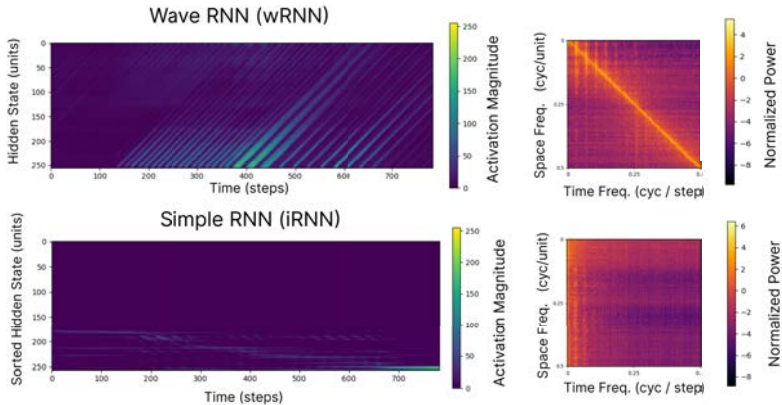 Wave RNN (wRNN)
Hidden State (units)
0
50
100
150
200
250
0 100 200 300 400 500 600 700
Time (steps)
250
200
150
100
50
0
Activation Magnitude
Space Freq. (cyc/unit)
0
0.25
0.5
0 0.25 0.
Time Freq. (cyc / step)
4
2
0
−2
−4
−6
−8
Normalized Power
Simple RNN (iRNN)
Sorted Hidden State (units)
0
50
100
150
200
250
0 100 200 300 400 500 600 700
Time (steps)
250
200
150
100
50
0
Activation Magnitude
Space Freq. (cyc/unit)
0
0.25
0.5
0 0.25 0.
Time Freq. (cyc / step)
6
4
2
0
−2
−4
−6
−8
Normalized Power